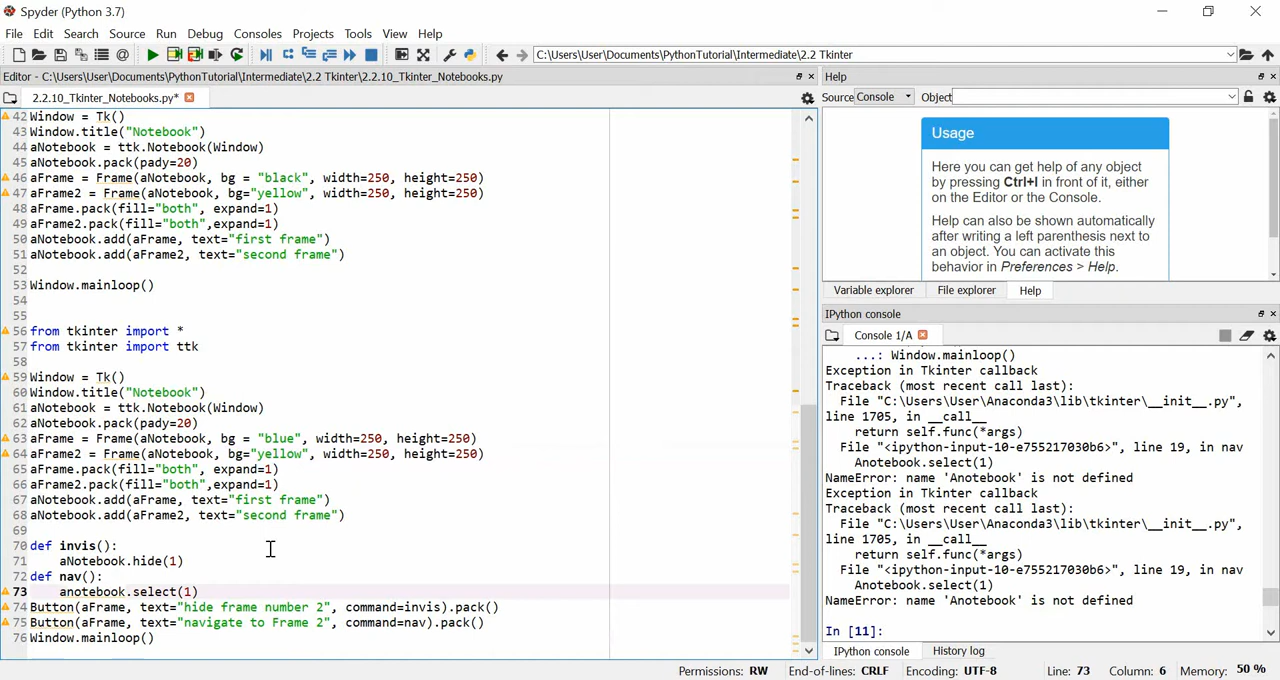 Spyder (Python 3.7)
File Edit Search Source Run Debug Consoles Projects Tools View Help
C:\Users\User\Documents\PythonTutorial\Intermediate\2.2 Tkinter
Editor - C:\Users\User\Documents\PythonTutorial\Intermediate\2.2 Tkinter\2.2.10_Tkinter_Notebooks.py
2.2.10_Tkinter_Notebooks.py*
42 Window = Tk()
43 Window.title("Notebook")
44 aNotebook = ttk.Notebook(Window)
45 aNotebook.pack(pady=20)
46 aFrame = Frame(aNotebook, bg = "black", width=250, height=250)
47 aFrame2 = Frame(aNotebook, bg="yellow", width=250, height=250)
48 aFrame.pack(fill="both", expand=1)
49 aFrame2.pack(fill="both",expand=1)
50 aNotebook.add(aFrame, text="first frame")
51 aNotebook.add(aFrame2, text="second frame")
52
53 Window.mainloop()
54
55
56 from tkinter import *
57 from tkinter import ttk
58
59 Window = Tk()
60 Window.title("Notebook")
61 aNotebook = ttk.Notebook(Window)
62 aNotebook.pack(pady=20)
63 aFrame = Frame(aNotebook, bg = "blue", width=250, height=250)
64 aFrame2 = Frame(aNotebook, bg="yellow", width=250, height=250)
65 aFrame.pack(fill="both", expand=1)
66 aFrame2.pack(fill="both",expand=1)
67 aNotebook.add(aFrame, text="first frame")
68 aNotebook.add(aFrame2, text="second frame")
69
70 def invis():
71     aNotebook.hide(1)
72 def nav():
73     anotebook.select(1)
74 Button(aFrame, text="hide frame number 2", command=invis).pack()
75 Button(aFrame, text="navigate to Frame 2", command=nav).pack()
76 Window.mainloop()
Help
Source Console Object
Usage
Here you can get help of any object
by pressing Ctrl+I in front of it, either
on the Editor or the Console.
Help can also be shown automatically
after writing a left parenthesis next to
an object. You can activate this
behavior in Preferences > Help.
Variable explorer File explorer Help
IPython console
Console 1/A
...: Window.mainloop()
Exception in Tkinter callback
Traceback (most recent call last):
File "C:\Users\User\Anaconda3\lib\tkinter\__init__.py",
line 1705, in __call__
return self.func(*args)
File "<ipython-input-10-e755217030b6>", line 19, in nav
Anotebook.select(1)
NameError: name 'Anotebook' is not defined
Exception in Tkinter callback
Traceback (most recent call last):
File "C:\Users\User\Anaconda3\lib\tkinter\__init__.py",
line 1705, in __call__
return self.func(*args)
File "<ipython-input-10-e755217030b6>", line 19, in nav
Anotebook.select(1)
NameError: name 'Anotebook' is not defined
In [11]:
IPython console History log
Permissions: RW End-of-lines: CRLF Encoding: UTF-8 Line: 73 Column: 6 Memory: 50 %